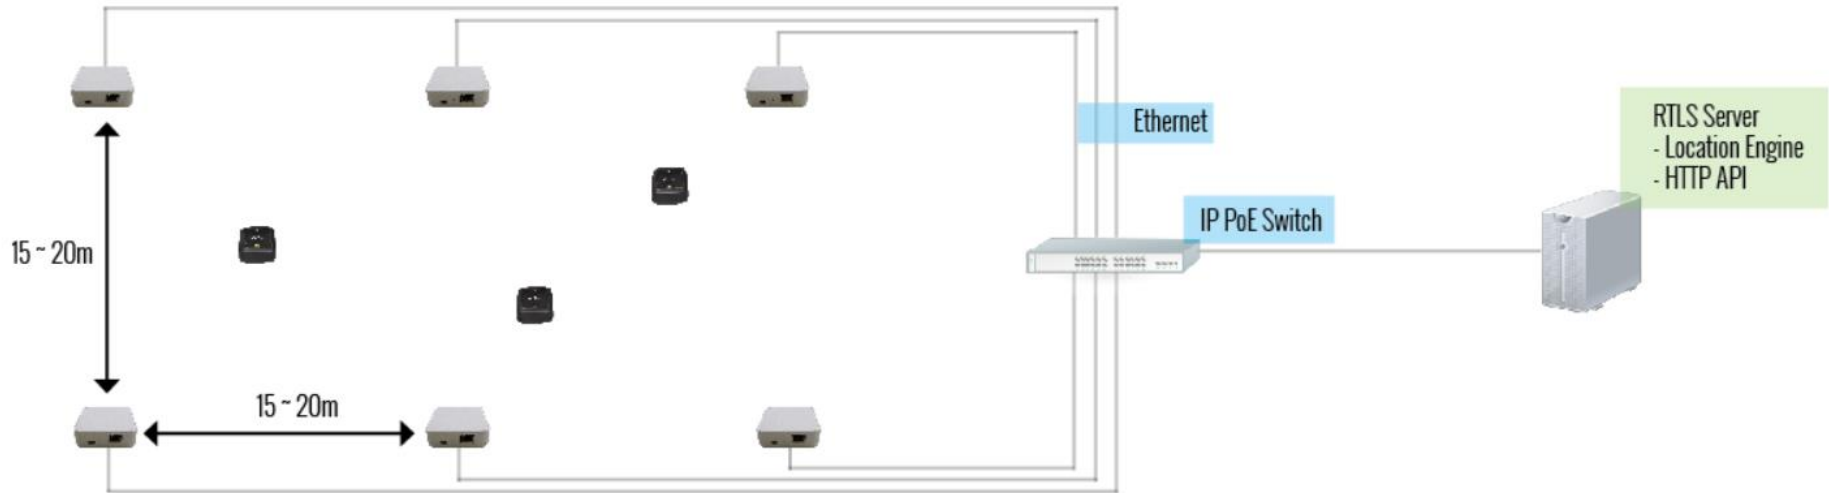 Ethernet
RTLS Server
- Location Engine
- HTTP API
IP PoE Switch
15 ~ 20m
15 ~ 20m